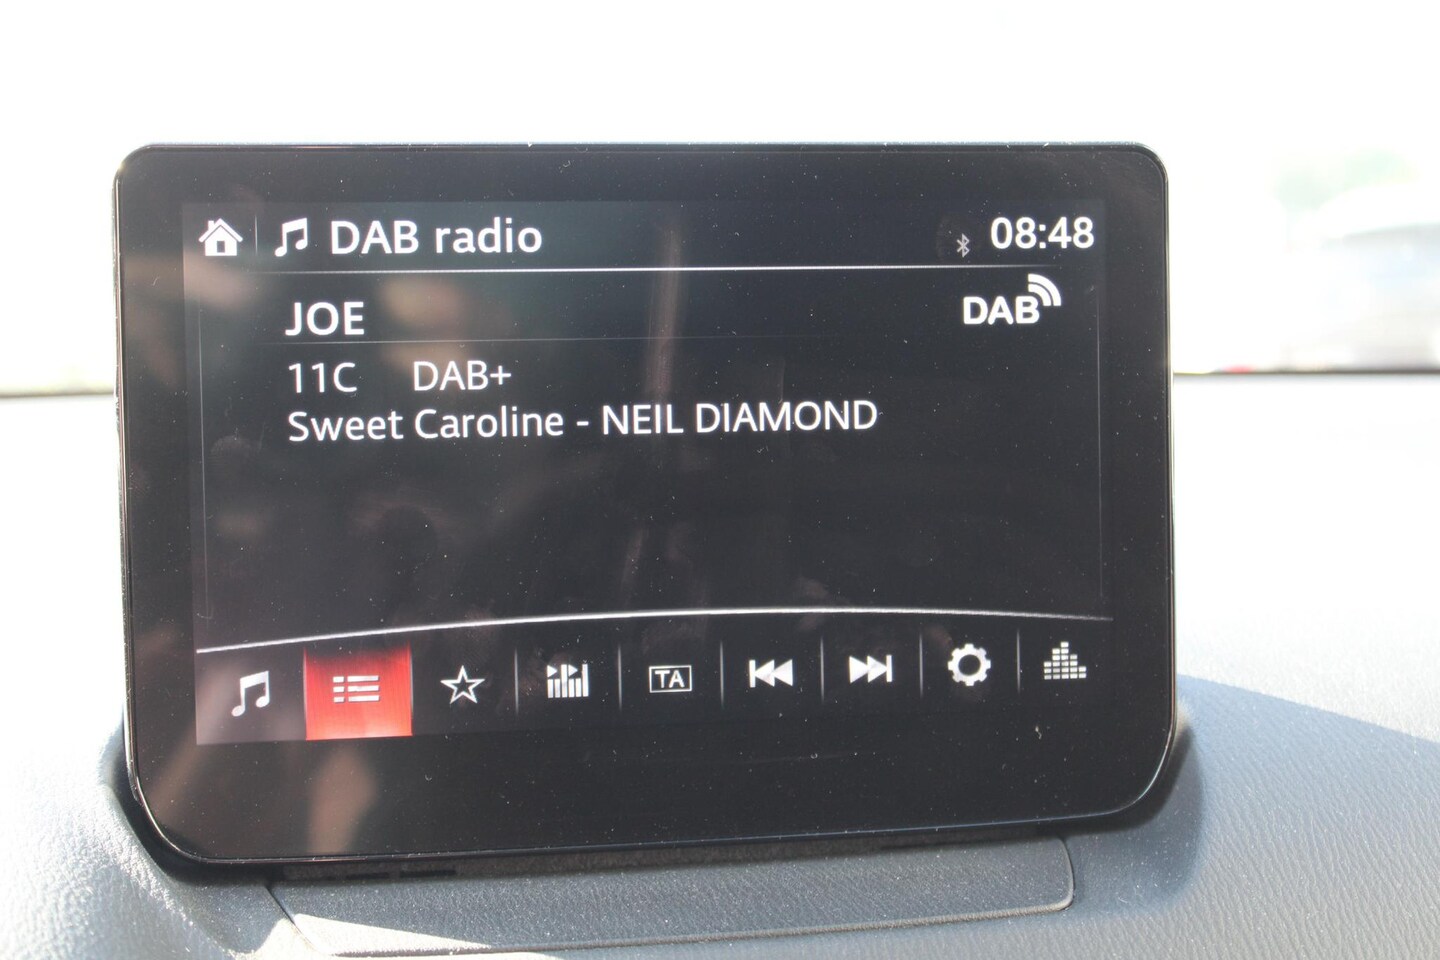 DAB radio
08:48
JOE
DAB
11C DAB+
Sweet Caroline - NEIL DIAMOND
TA